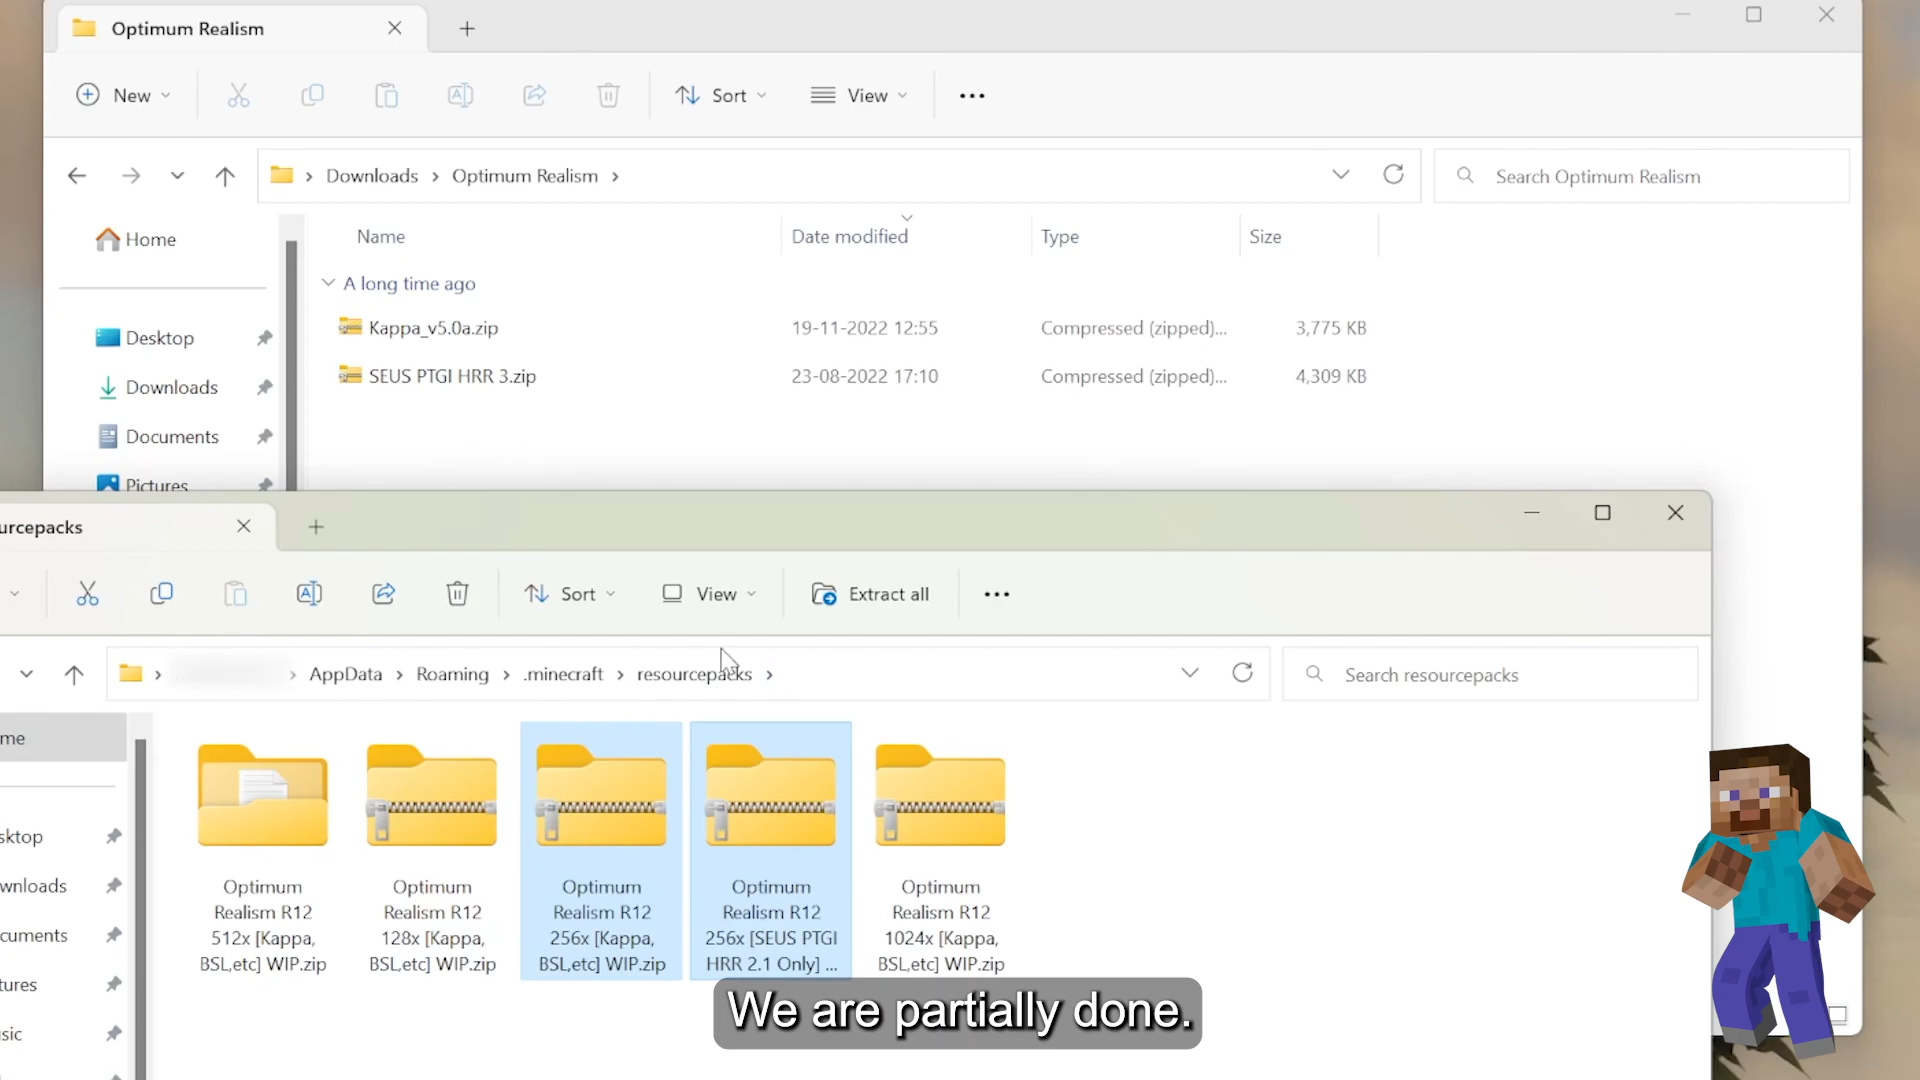 Optimum Realism
New
Sort
View
Downloads
Optimum Realism
Search Optimum Realism
Home
Name
Date modified
Type
Size
A long time ago
Desktop
Kappa_v5.0a.zip
19-11-2022 12:55
Compressed (zipped)...
3,775 KB
Downloads
SEUS PTGI HRR 3.zip
23-08-2022 17:10
Compressed (zipped)...
4,309 KB
Documents
Pictures
urcepacks
Sort
View
Extract all
AppData
Roaming
.minecraft
resourcepacks
Search resourcepacks
me
sktop
wnloads
cuments
tures
sic
Optimum
Realism R12
512x [Kappa,
BSL,etc] WIP.zip
Optimum
Realism R12
128x [Kappa,
BSL,etc] WIP.zip
Optimum
Realism R12
256x [Kappa,
BSL,etc] WIP.zip
Optimum
Realism R12
256x [SEUS PTGI
HRR 2.1 Only] ...
Optimum
Realism R12
1024x [Kappa,
BSL,etc] WIP.zip
We are partially done.